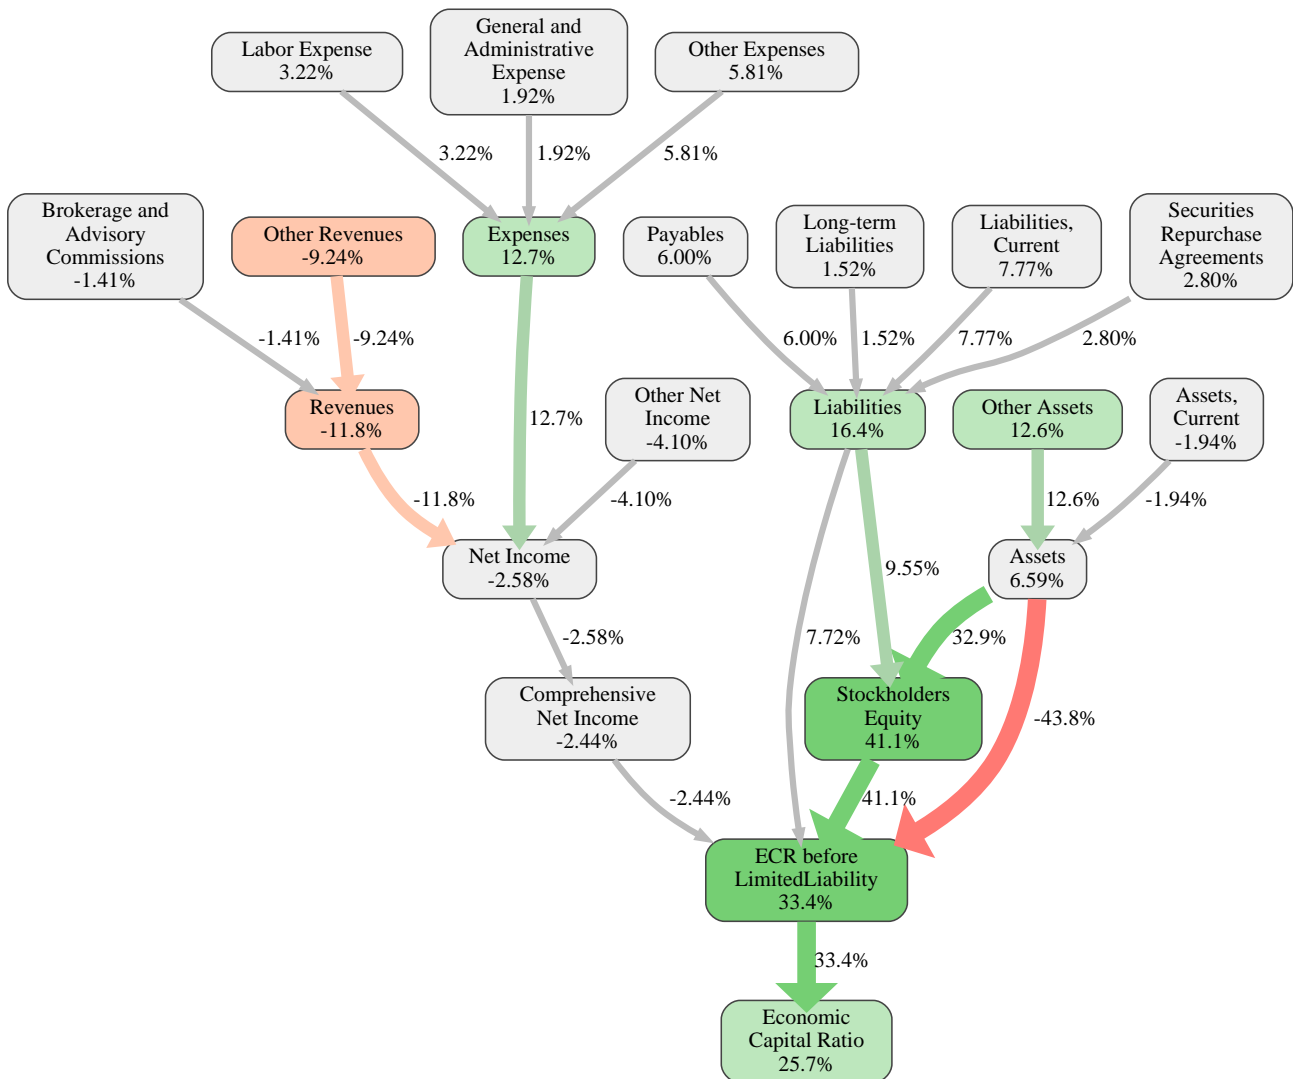 Labor Expense
3.22%
General and
Administrative
Expense
1.92%
Other Expenses
5.81%
3.22%
1.92%
5.81%
Brokerage and
Advisory
Commissions
-1.41%
Other Revenues
-9.24%
Expenses
12.7%
Payables
6.00%
Long-term
Liabilities
1.52%
Liabilities,
Current
7.77%
Securities
Repurchase
Agreements
2.80%
-1.41%
-9.24%
6.00%
1.52%
7.77%
2.80%
Revenues
-11.8%
12.7%
Other Net
Income
-4.10%
Liabilities
16.4%
Other Assets
12.6%
Assets,
Current
-1.94%
-11.8%
-4.10%
12.6%
-1.94%
Net Income
-2.58%
9.55%
Assets
6.59%
-2.58%
7.72%
32.9%
Comprehensive
Net Income
-2.44%
Stockholders
Equity
41.1%
-43.8%
-2.44%
41.1%
ECR before
LimitedLiability
33.4%
33.4%
Economic
Capital Ratio
25.7%